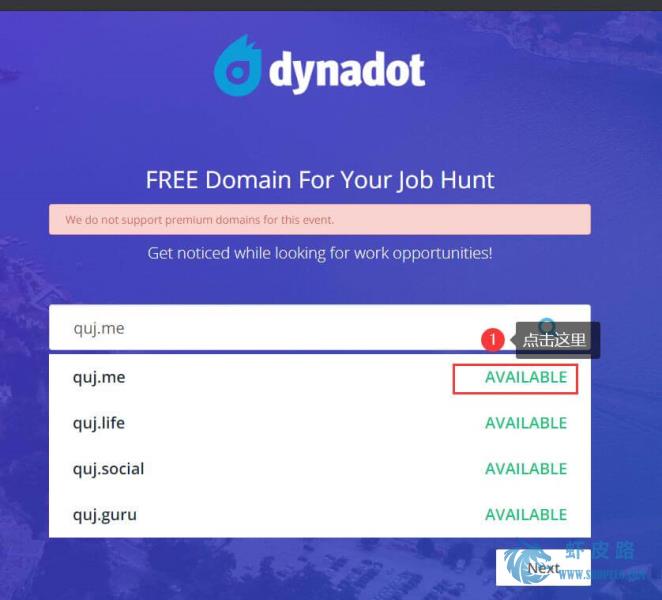 dynadot
FREE Domain For Your Job Hunt
We do not support premium domains for this event.
Get noticed while looking for work opportunities!
quj.me
1 点击这里
quj.me AVAILABLE
quj.life AVAILABLE
quj.social AVAILABLE
quj.guru AVAILABLE
虾皮路
Next